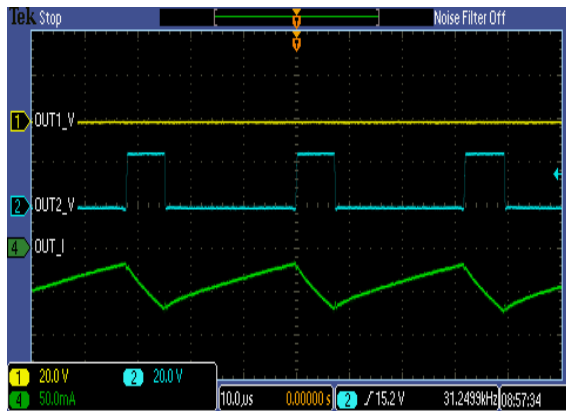 Tek Stop
Noise Filter Off
T
1 OUT1_V
2 OUT2_V
4 OUT_I
1 20.0 V 2 20.0 V
4 50.0mA
10.0µs 0.00000 s 2 15.2 V 31.2499kHz 08:57:34